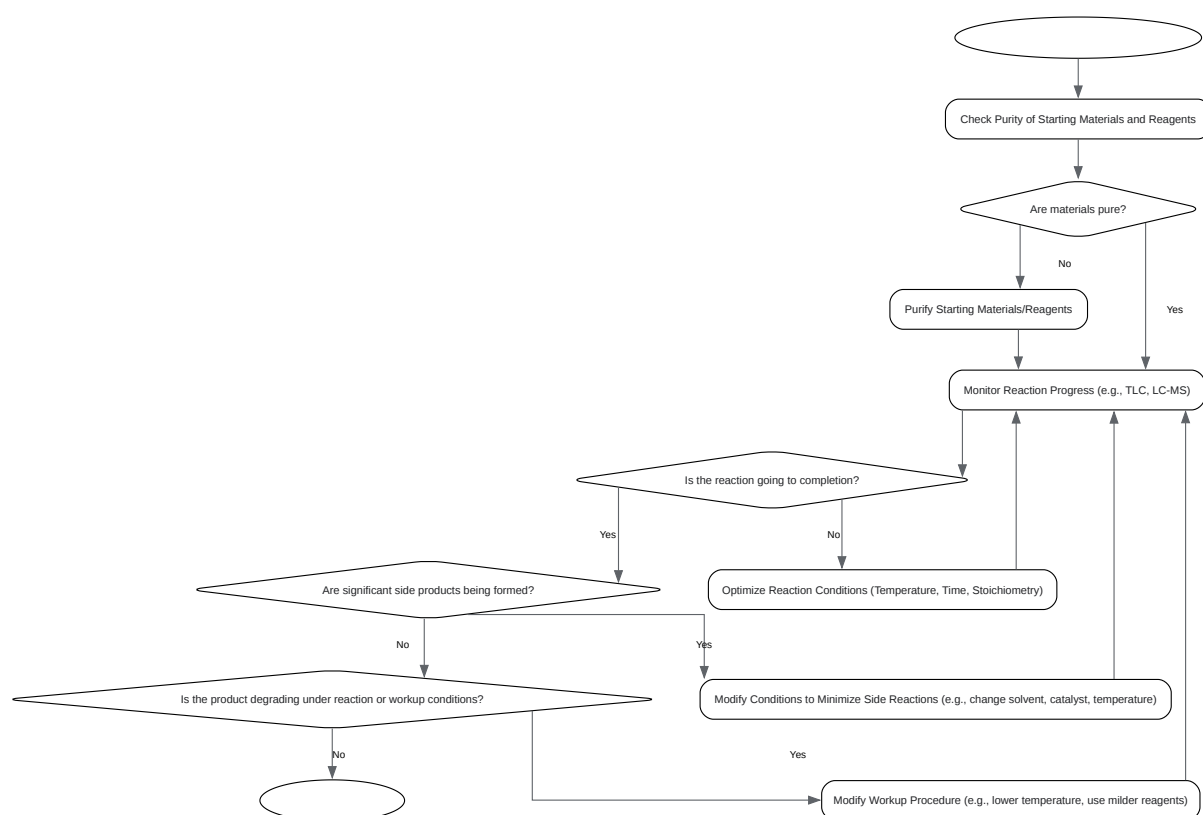 Check Purity of Starting Materials and Reagents
Are materials pure?
No
Purify Starting Materials/Reagents
Yes
Monitor Reaction Progress (e.g., TLC, LC-MS)
Is the reaction going to completion?
Yes
No
Are significant side products being formed?
Optimize Reaction Conditions (Temperature, Time, Stoichiometry)
No
Yes
Is the product degrading under reaction or workup conditions?
Modify Conditions to Minimize Side Reactions (e.g., change solvent, catalyst, temperature)
No
Yes
Modify Workup Procedure (e.g., lower temperature, use milder reagents)